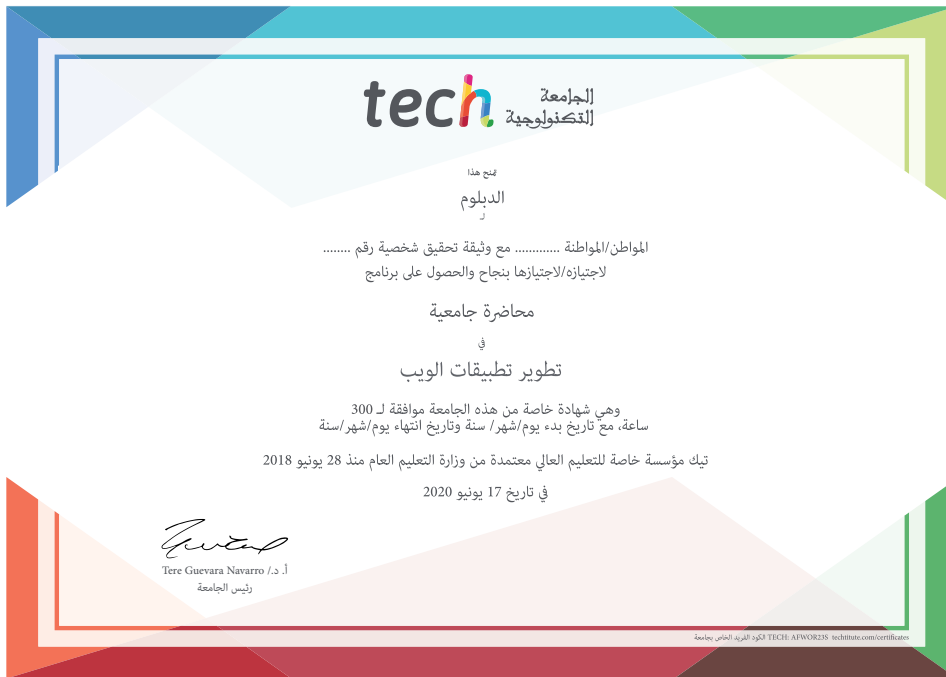 tech الجامعة
التكنولوجية
يمنح هذا
الدبلوم
لـ
المواطن/المواطنة ............ مع وثيقة تحقيق شخصية رقم ........
لاجتيازه/لاجتيازها بنجاح والحصول على برنامج
محاضرة جامعية
في
تطوير تطبيقات الويب
وهي شهادة خاصة من هذه الجامعة موافقة لـ 300
ساعة، مع تاريخ بدء يوم/شهر/ سنة وتاريخ انتهاء يوم/شهر/سنة
تيك مؤسسة خاصة للتعليم العالي معتمدة من وزارة التعليم العام منذ 28 يونيو 2018
في تاريخ 17 يونيو 2020
أ. د./ Tere Guevara Navarro
رئيس الجامعة
الكود الفريد الخاص بجامعة TECH: AFWOR23S techtitute.com/certificates